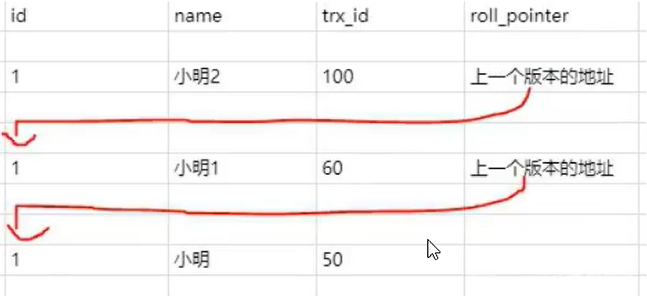 id name trx_id roll_pointer
1 小明2 100 上一个版本的地址
1 小明1 60 上一个版本的地址
1 小明 50